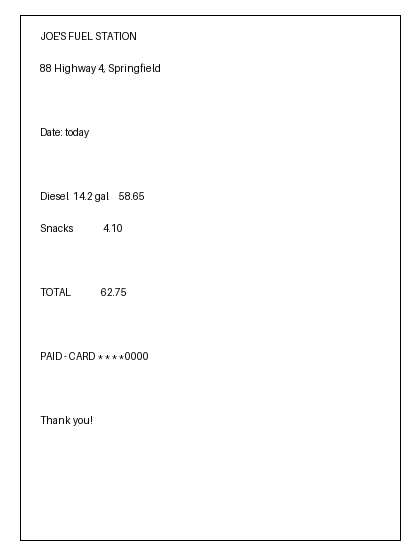 JOE'S FUEL STATION
88 Highway 4, Springfield
Date: today
Diesel 14.2 gal 58.65
Snacks 4.10
TOTAL 62.75
PAID - CARD ****0000
Thank you!